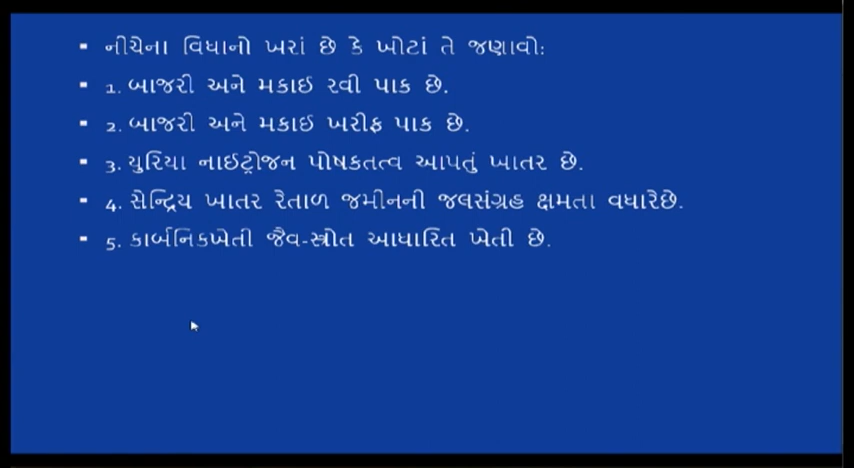 ▪ નીચેના વિધાનો ખરાં છે કે ખોટાં તે જણાવો:
▪ 1. બાજરી અને મકાઈ રવી પાક છે.
▪ 2. બાજરી અને મકાઈ ખરીફ પાક છે.
▪ 3. યુરિયા નાઈટ્રોજન પોષકતત્વ આપતું ખાતર છે.
▪ 4. સેન્દ્રિય ખાતર રેતાળ જમીનની જલસંગ્રહ ક્ષમતા વધારેછે.
▪ 5. કાર્બનિકખેતી જૈવ-સ્ત્રોત આધારિત ખેતી છે.